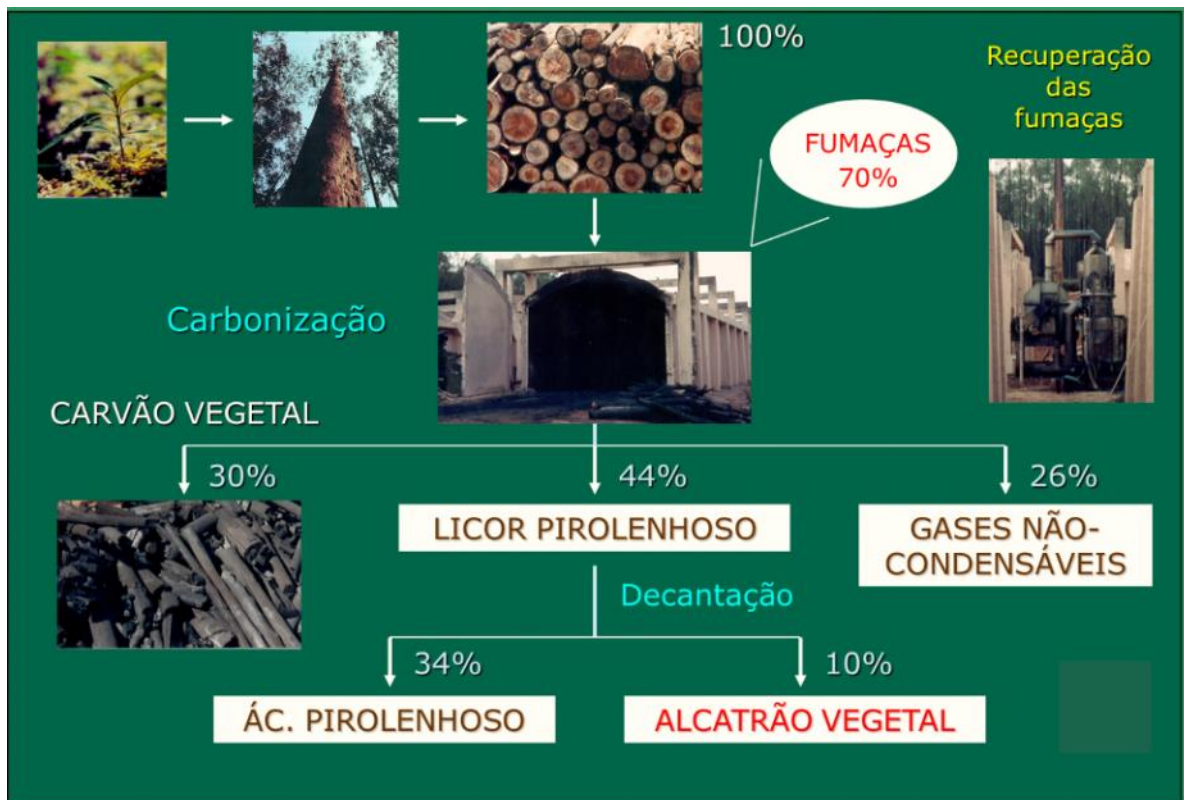 100%
Recuperação
das
fumaças
FUMAÇAS
70%
Carbonização
CARVÃO VEGETAL
30%
44%
26%
LICOR PIROLENHOSO
GASES NÃO-
CONDENSÁVEIS
Decantação
34%
10%
ÁC. PIROLENHOSO
ALCATRÃO VEGETAL